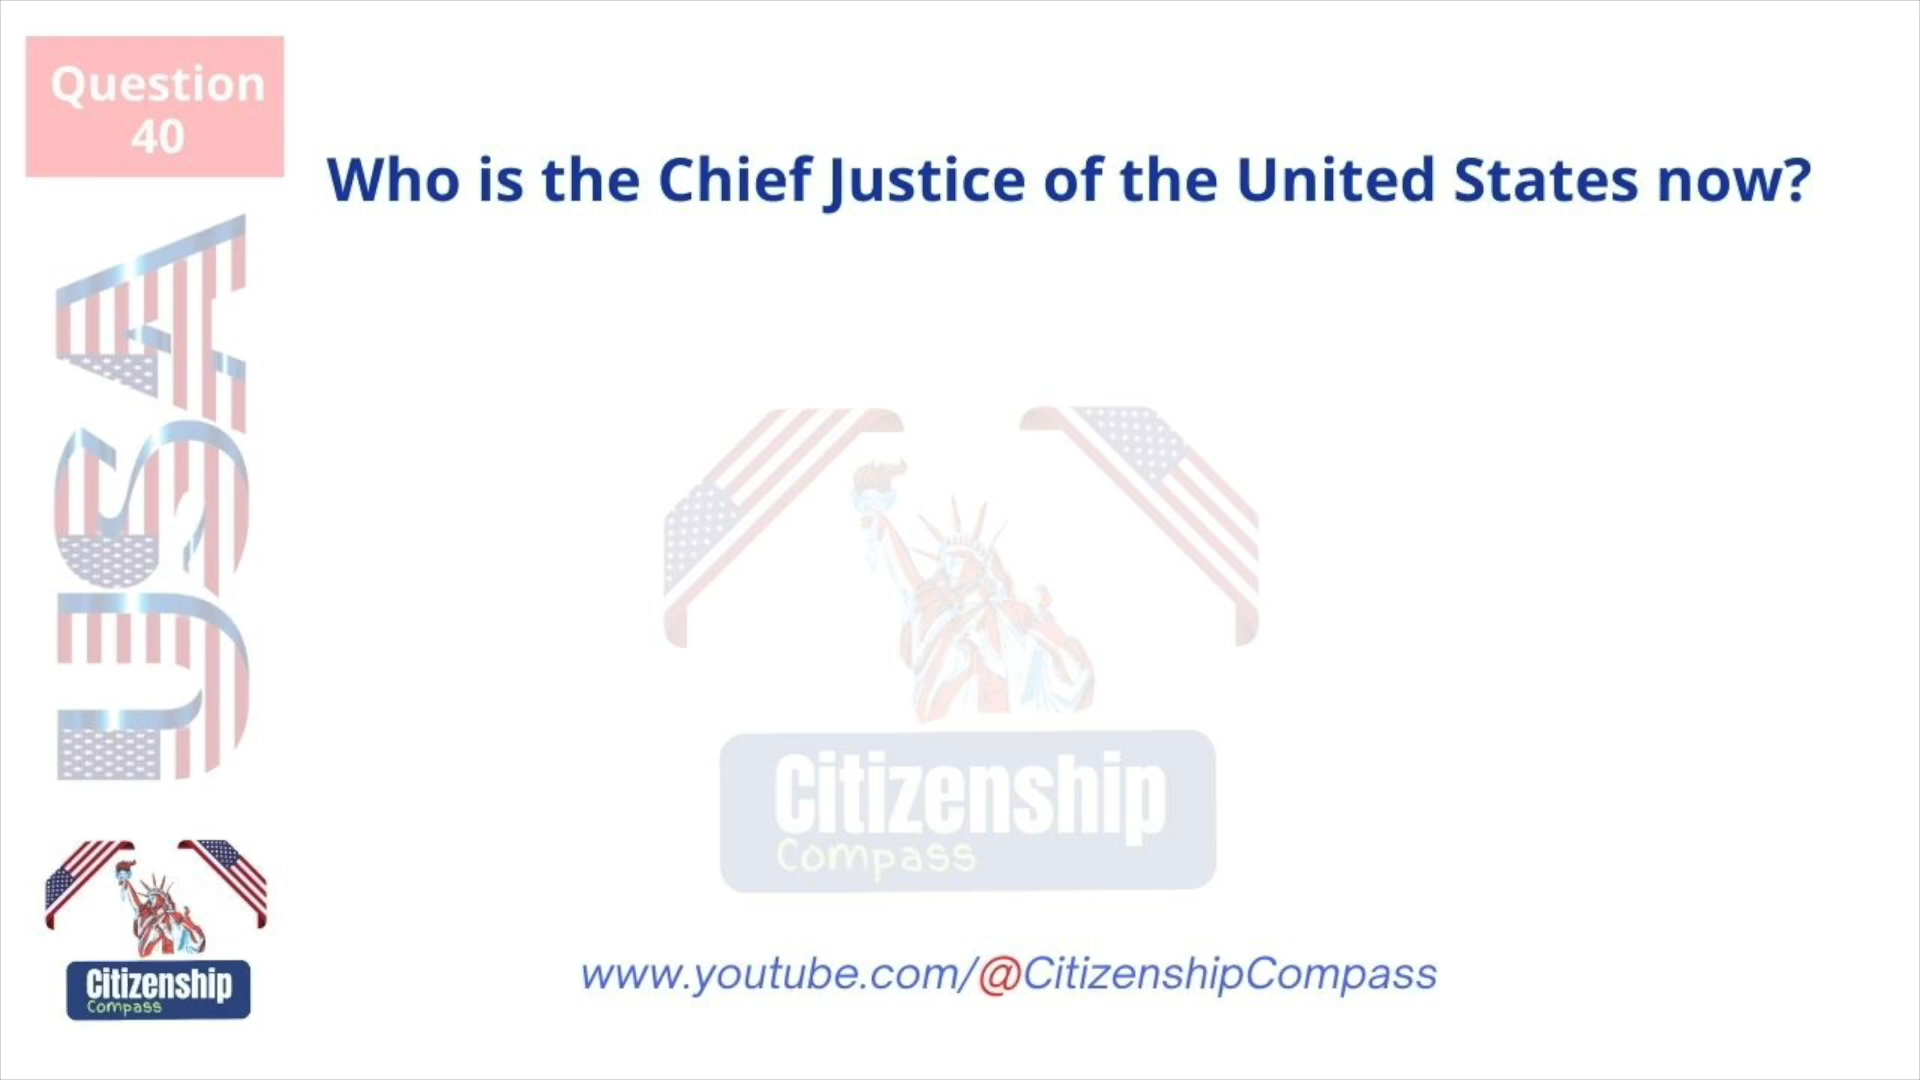 Question
40
Who is the Chief Justice of the United States now?
USA
Citizenship
Compass
Citizenship
Compass
www.youtube.com/@CitizenshipCompass